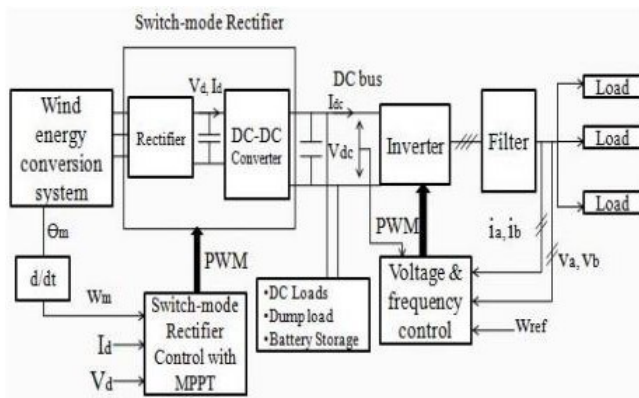 Switch-mode Rectifier
Wind
energy
conversion
system
Rectifier
Vd, Id
DC-DC
Converter
DC bus
Idc
Vdc
Inverter
Filter
Load
Load
Load
Θm
d/dt
Wm
Id
Vd
PWM
Switch-mode
Rectifier
Control with
MPPT
•DC Loads
•Dump load
•Battery Storage
PWM
Voltage &
frequency
control
ia, ib
va, vb
Wref